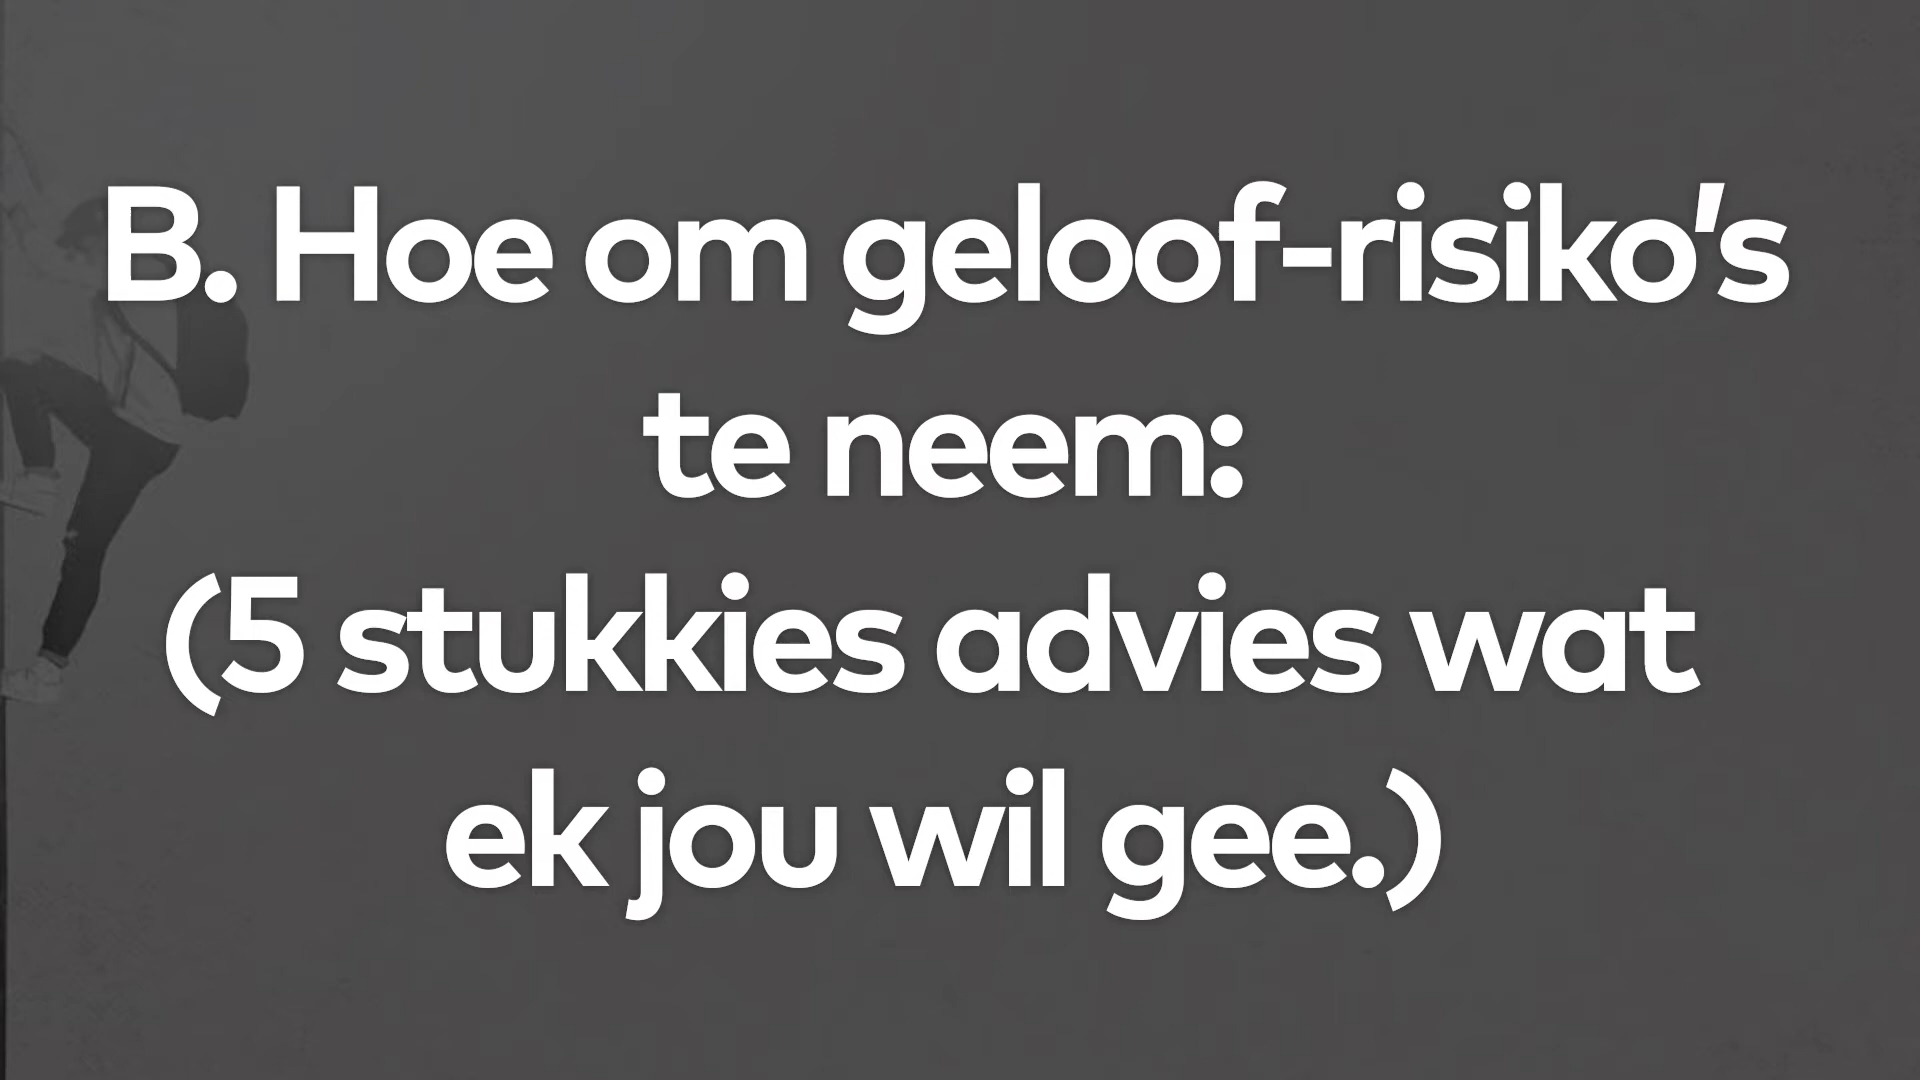 B. Hoe om geloof-risiko's
te neem:
(5 stukkies advies wat
ek jou wil gee.)